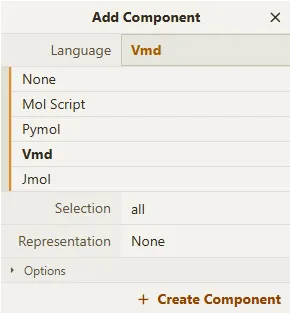 Add Component ×
Language Vmd
None
Mol Script
Pymol
Vmd
Jmol
Selection all
Representation None
Options
+ Create Component